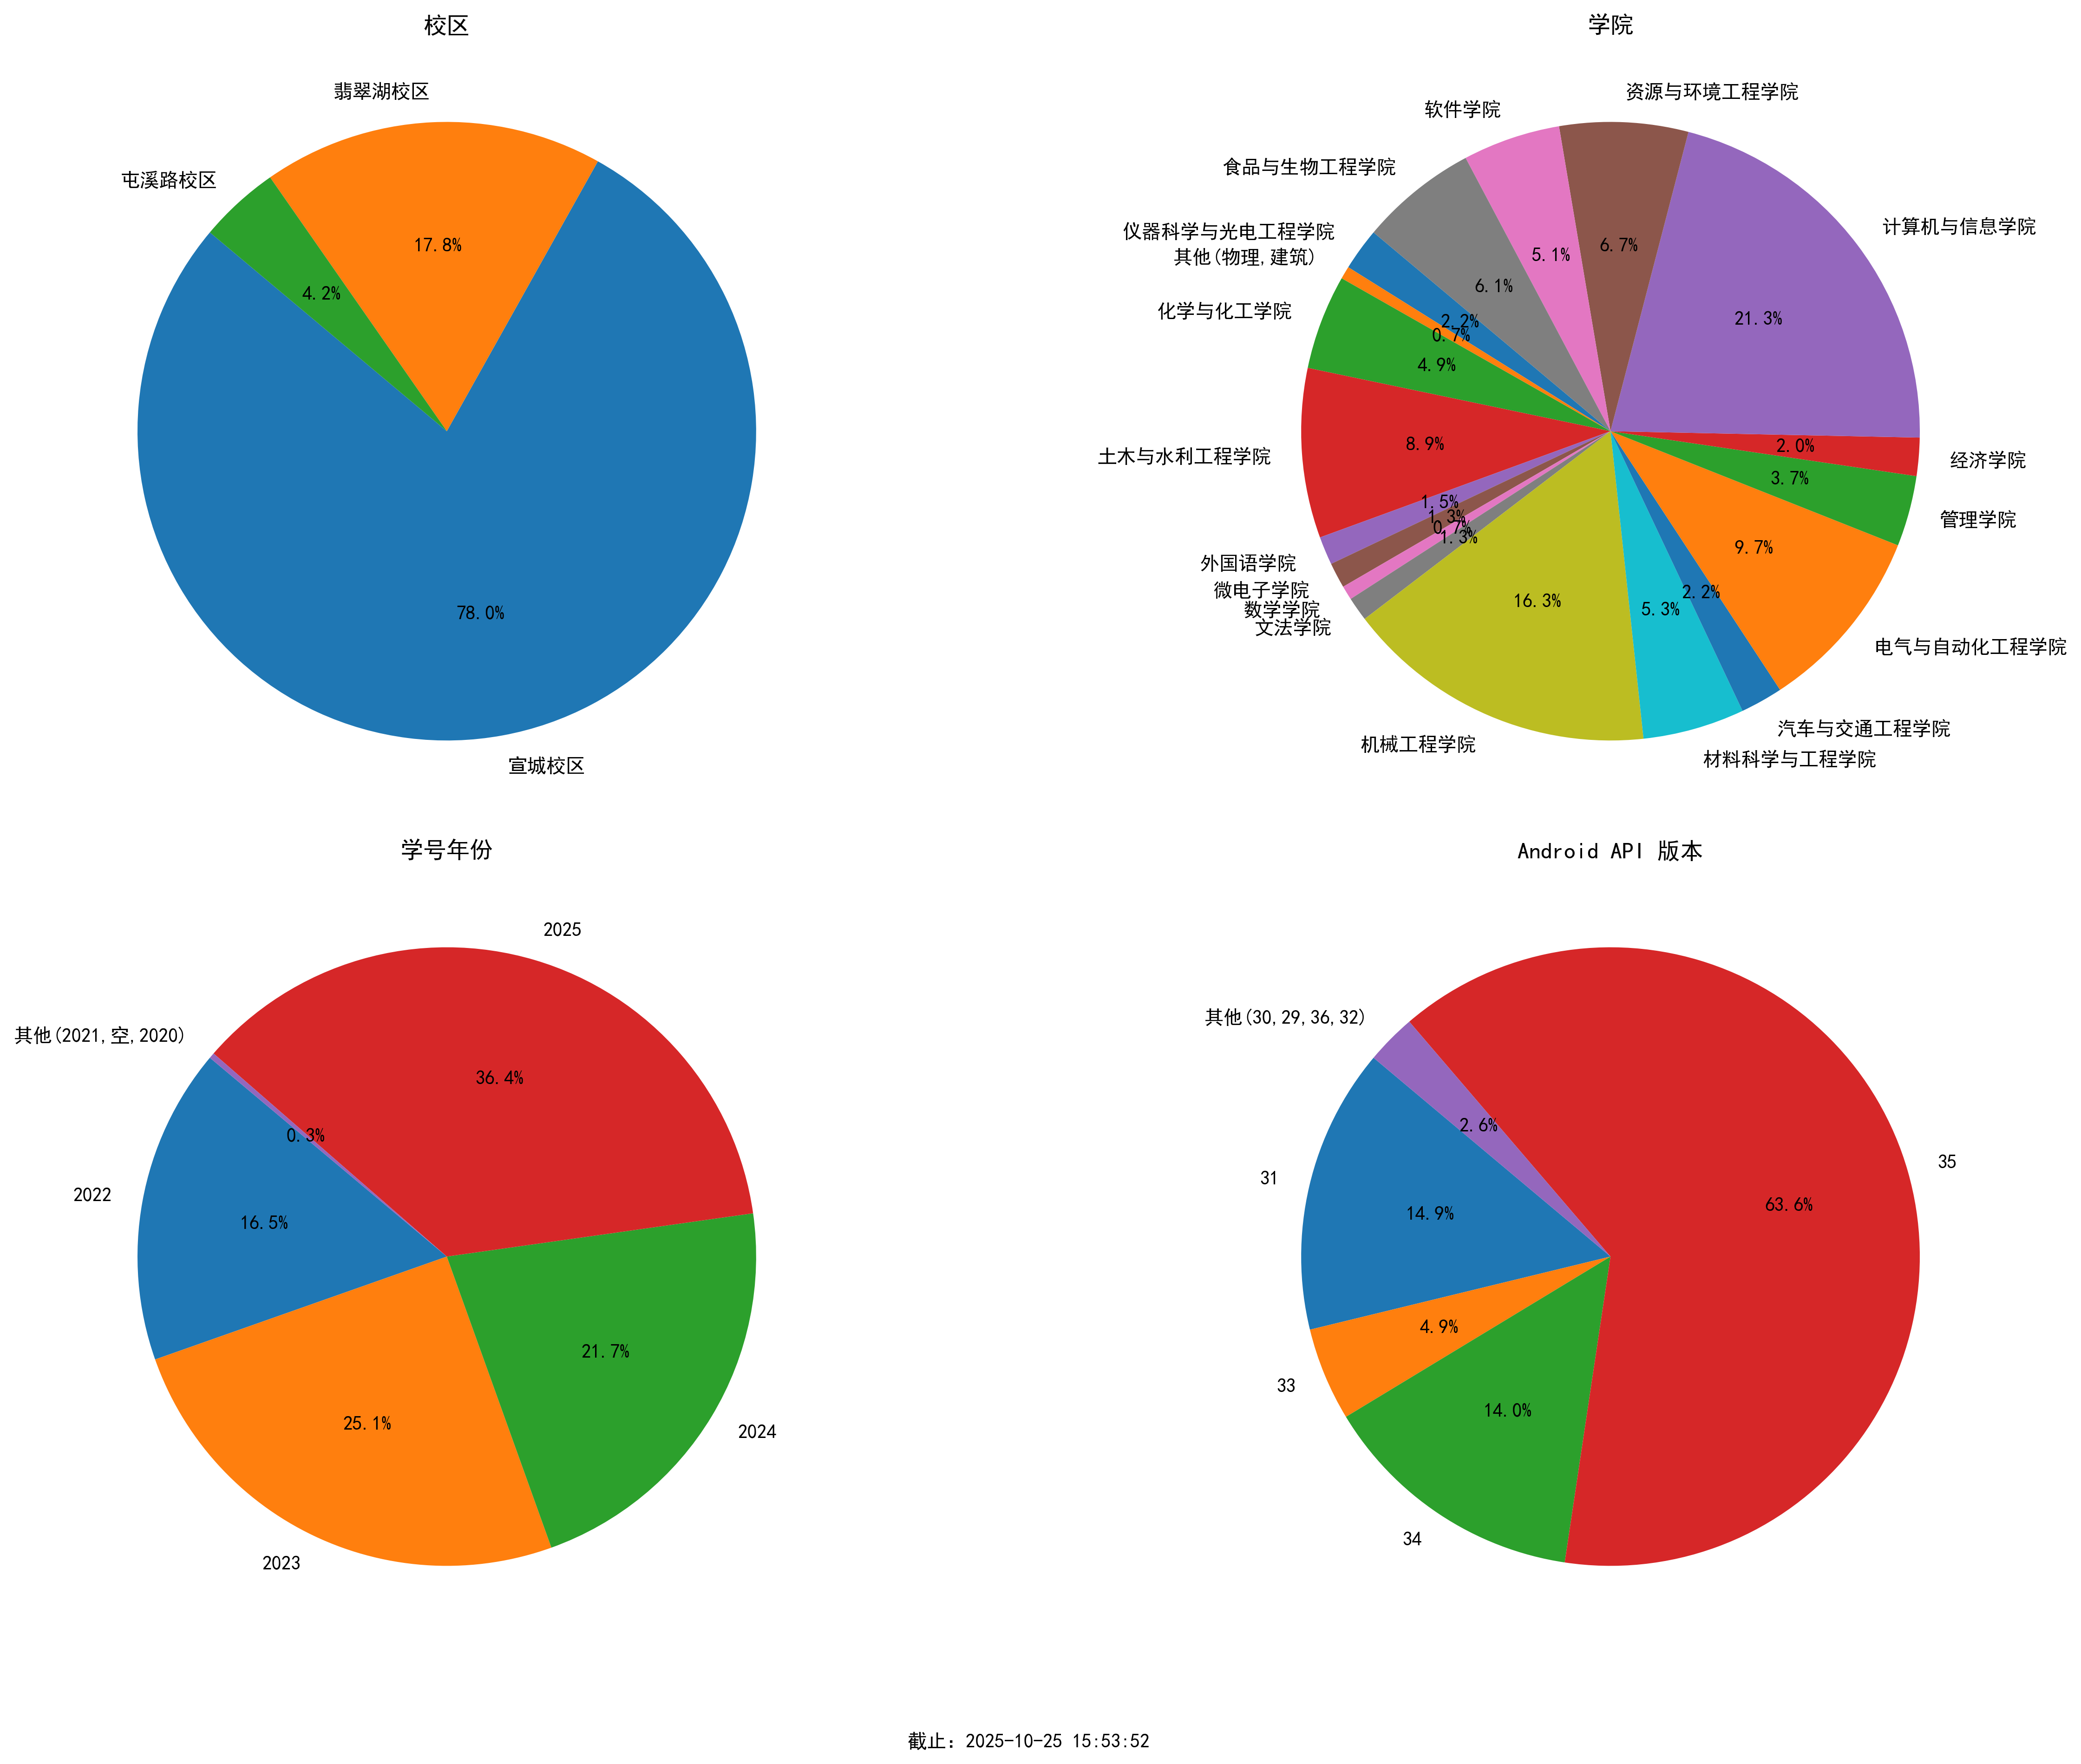 校区
翡翠湖校区
屯溪路校区
17.8%
4.2%
78.0%
宣城校区
学院
资源与环境工程学院
软件学院
食品与生物工程学院
计算机与信息学院
仪器科学与光电工程学院
其他(物理,建筑)
化学与化工学院
6.7%
5.1%
6.1%
21.3%
2.2%
0.7%
4.9%
8.9%
土木与水利工程学院
2.0%
经济学院
3.7%
管理学院
1.5%
1.3%
0.7%
1.3%
9.7%
外国语学院
微电子学院
数学学院
文法学院
16.3%
5.3%
2.2%
电气与自动化工程学院
机械工程学院
汽车与交通工程学院
材料科学与工程学院
学号年份
2025
其他(2021,空,2020)
36.4%
0.3%
2022
16.5%
21.7%
25.1%
2024
2023
Android API 版本
其他(30,29,36,32)
2.6%
35
31
63.6%
14.9%
4.9%
33
14.0%
34
截止：2025-10-25 15:53:52